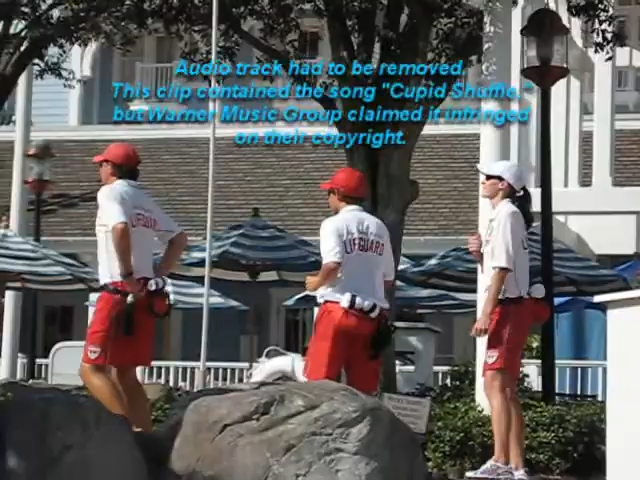 Audio track had to be removed.
This clip contained the song "Cupid Shuffle,"
but Warner Music Group claimed it infringed
on their copyright.
LIFEGUARD